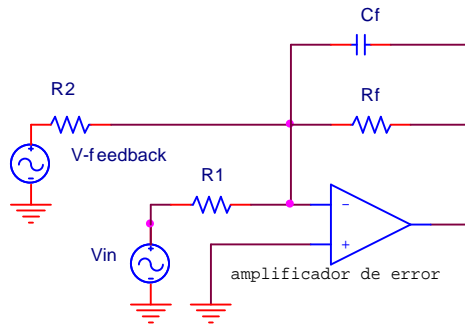 Cf
R2
Rf
V-feedback
R1
Vin
amplificador de error